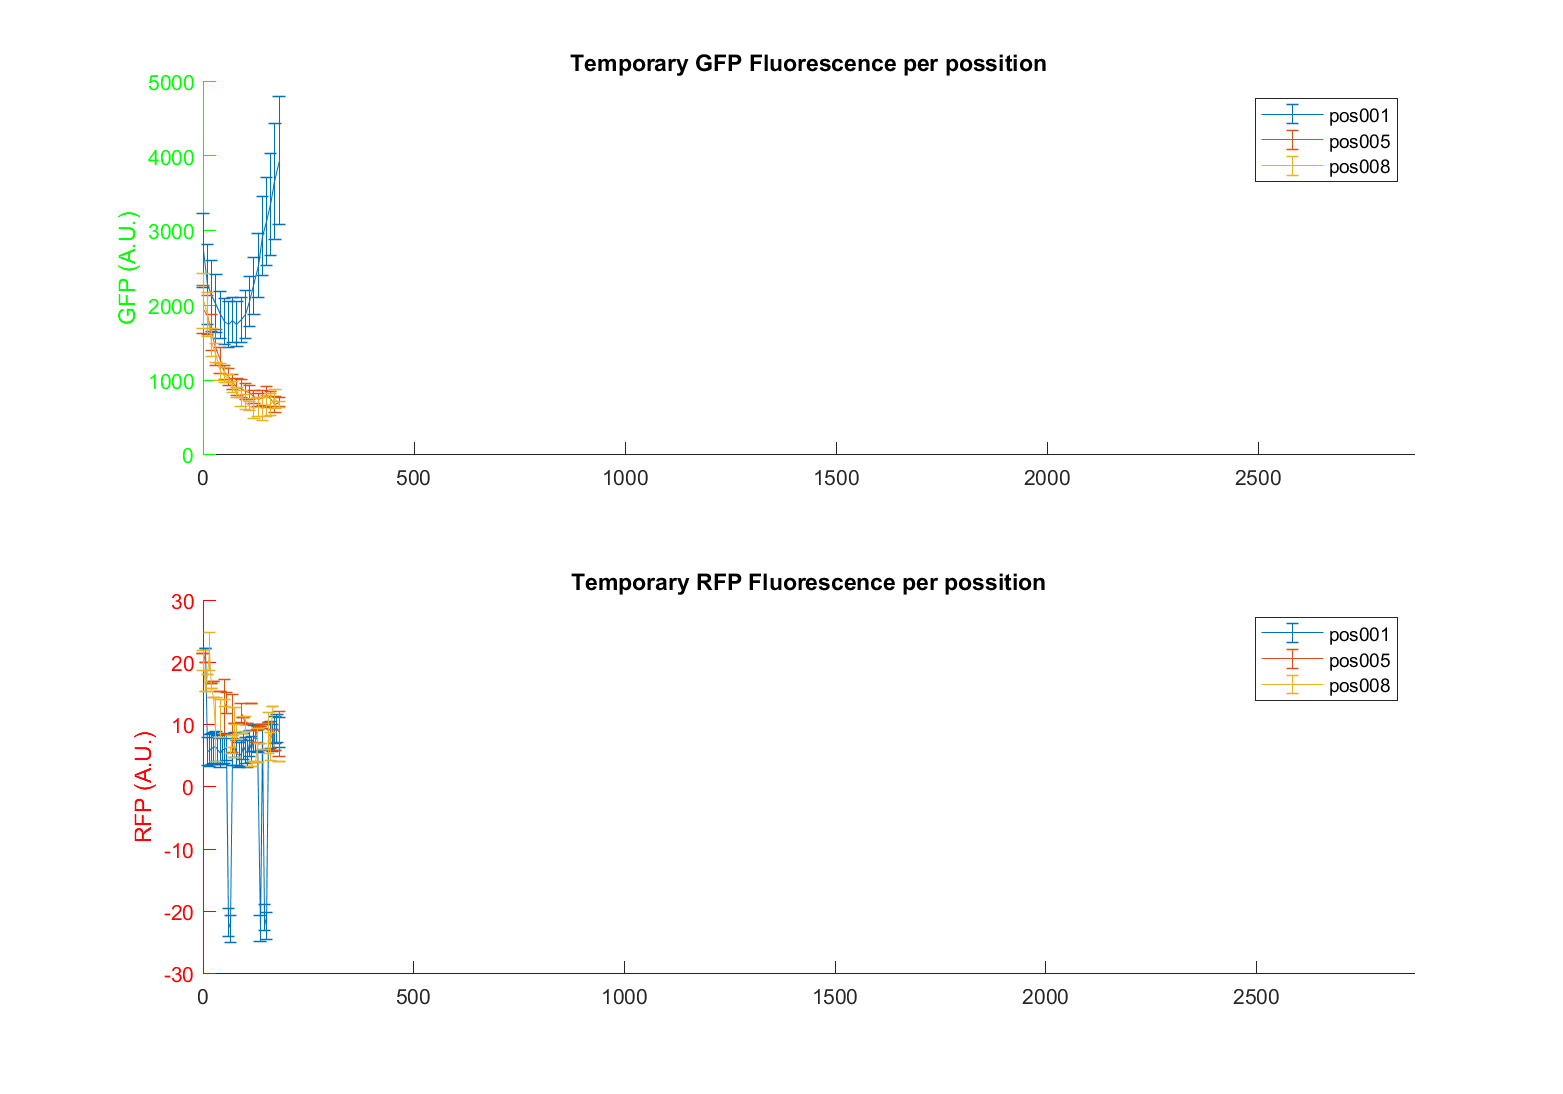 Temporary GFP Fluorescence per possition
5000
4000
3000
2000
1000
0
GFP (A.U.)
pos001
pos005
pos008
0 500 1000 1500 2000 2500
Temporary RFP Fluorescence per possition
30
20
10
0
-10
-20
-30
RFP (A.U.)
pos001
pos005
pos008
0 500 1000 1500 2000 2500